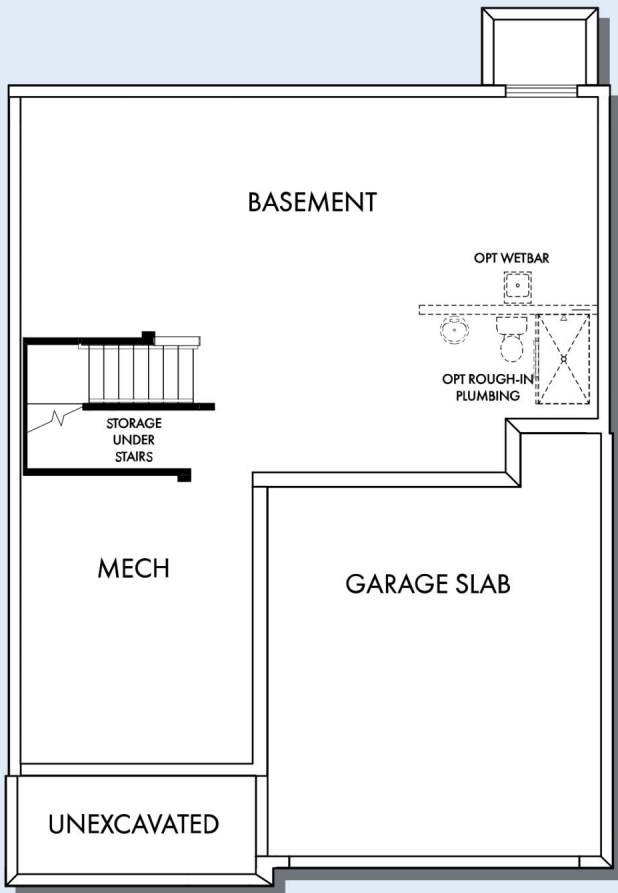 BASEMENT
OPT WETBAR
OPT ROUGH-IN
PLUMBING
STORAGE
UNDER
STAIRS
MECH
GARAGE SLAB
UNEXCAVATED